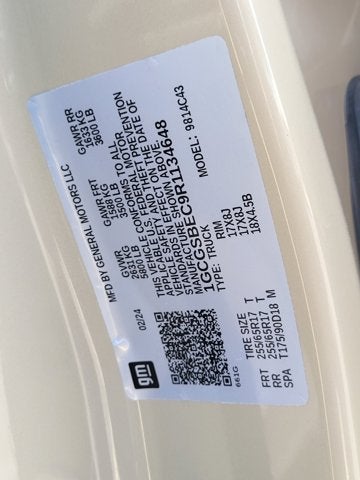 MFD BY GENERAL MOTORS LLC
02/24 GVWR GAWR FRT GAWR RR
2631 KG 1588 KG 1633 KG
5800 LB 3500 LB 3600 LB
THIS VEHICLE CONFORMS TO ALL
APPLICABLE U.S. FEDERAL MOTOR
VEHICLE SAFETY AND THEFT PREVENTION
STANDARDS IN EFFECT ON THE DATE OF
MANUFACTURE SHOWN ABOVE.
1GCGSBEC9R1134648
TYPE: TRUCK MODEL: 9814C43
gm
661G
TIRE SIZE RIM
FRT 255/65R17 T 17X8J
RR 255/65R17 T 17X8J
SPA T175/90D18 M 18X4.5B